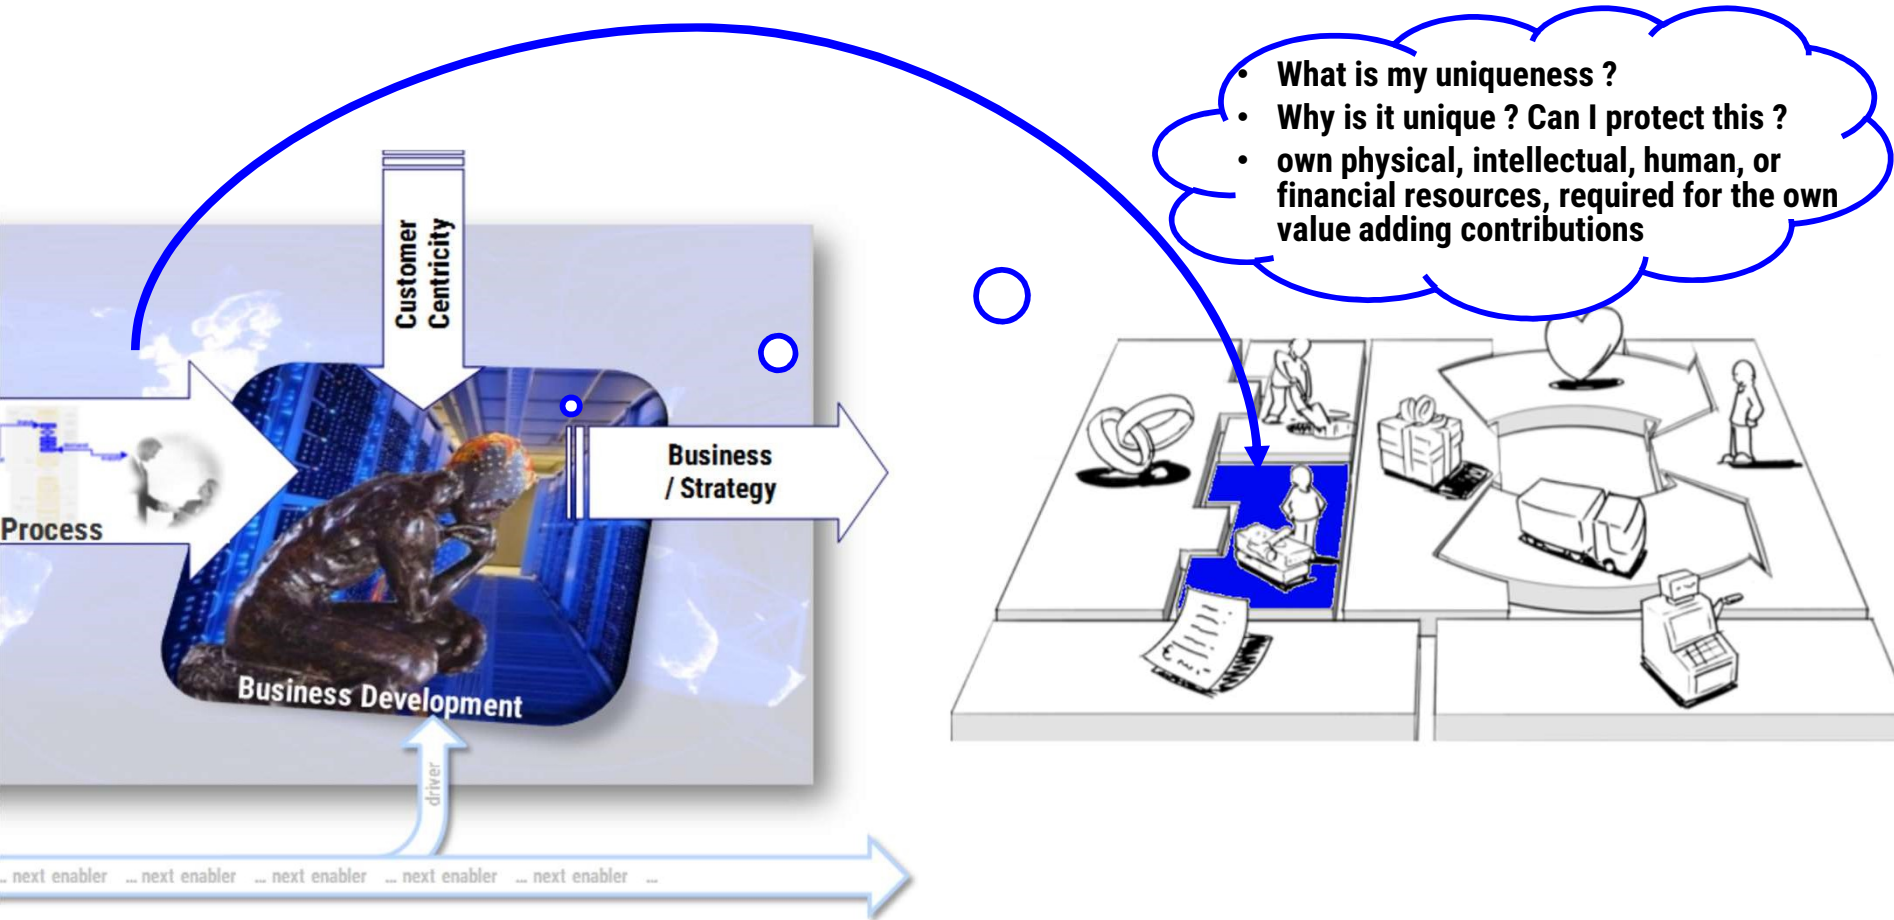 • What is my uniqueness ?
• Why is it unique ? Can I protect this ?
• own physical, intellectual, human, or
financial resources, required for the own
value adding contributions
Customer
Centricity
Process
Business
/ Strategy
Business Development
driver
... next enabler ... next enabler ... next enabler ... next enabler ... next enabler ...